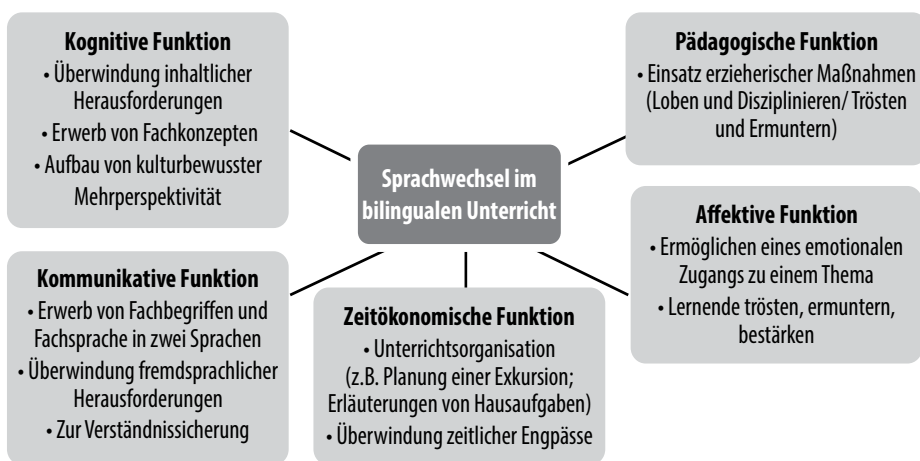 Kognitive Funktion
• Überwindung inhaltlicher
Herausforderungen
• Erwerb von Fachkonzepten
• Aufbau von kulturbewusster
Mehrperspektivität
Pädagogische Funktion
• Einsatz erzieherischer Maßnahmen
(Loben und Disziplinieren/ Trösten
und Ermuntern)
Sprachwechsel im
bilingualen Unterricht
Kommunikative Funktion
• Erwerb von Fachbegriffen und
Fachsprache in zwei Sprachen
• Überwindung fremdsprachlicher
Herausforderungen
• Zur Verständnissicherung
Zeitökonomische Funktion
• Unterrichtsorganisation
(z.B. Planung einer Exkursion;
Erläuterungen von Hausaufgaben)
• Überwindung zeitlicher Engpässe
Affektive Funktion
• Ermöglichen eines emotionalen
Zugangs zu einem Thema
• Lernende trösten, ermuntern,
bestärken